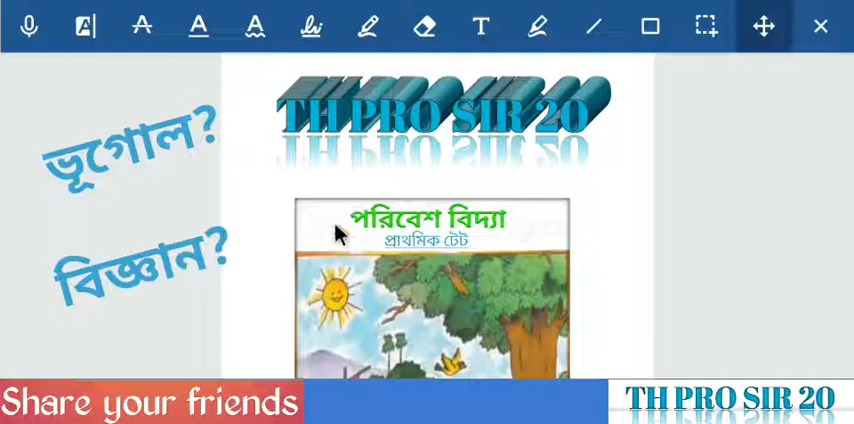 TH PRO SIR 20
ভূগোল?
পরিবেশ বিদ্যা
প্রাথমিক টেট
বিজ্ঞান?
Share your friends
TH PRO SIR 20